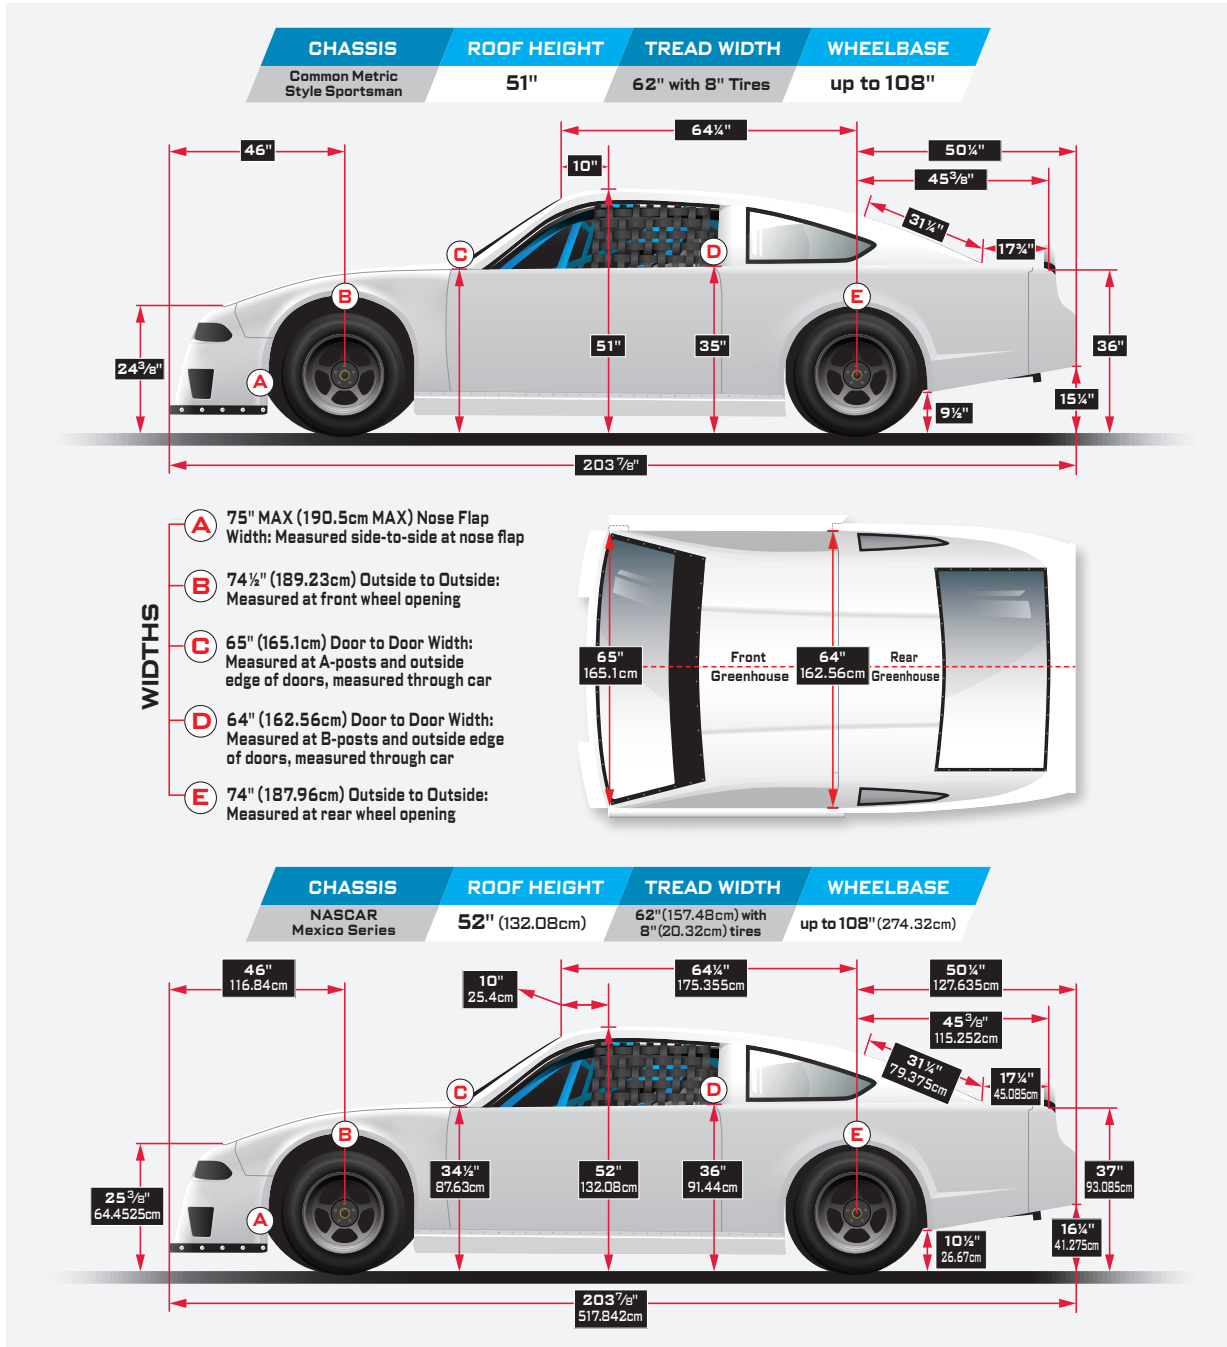 CHASSIS ROOF HEIGHT TREAD WIDTH WHEELBASE
Common Metric
Style Sportsman
51" 62" with 8" Tires up to 108"
64¼"
46"
50¼"
10"
45³⁄₈"
31¼"
17¾"
C
D
B
E
51"
35"
36"
24³⁄₈"
A
15¼"
9½"
203⁷⁄₈"
WIDTHS
A
75" MAX (190.5cm MAX) Nose Flap
Width: Measured side-to-side at nose flap
B
74½" (189.23cm) Outside to Outside:
Measured at front wheel opening
C
65" (165.1cm) Door to Door Width:
Measured at A-posts and outside
edge of doors, measured through car
D
64" (162.56cm) Door to Door Width:
Measured at B-posts and outside edge
of doors, measured through car
E
74" (187.96cm) Outside to Outside:
Measured at rear wheel opening
65"
165.1cm
Front
Greenhouse
64"
162.56cm
Rear
Greenhouse
CHASSIS ROOF HEIGHT TREAD WIDTH WHEELBASE
NASCAR
Mexico Series
52" (132.08cm)
62"(157.48cm) with
8"(20.32cm) tires
up to 108"(274.32cm)
46"
116.84cm
10"
25.4cm
64¼"
175.355cm
50¼"
127.635cm
45³⁄₈"
115.252cm
31¼"
79.375cm
17¼"
45.085cm
C
D
B
E
34½"
87.63cm
52"
132.08cm
36"
91.44cm
37"
93.085cm
25³⁄₈"
64.4525cm
A
16¼"
41.275cm
10½"
26.67cm
203⁷⁄₈"
517.842cm